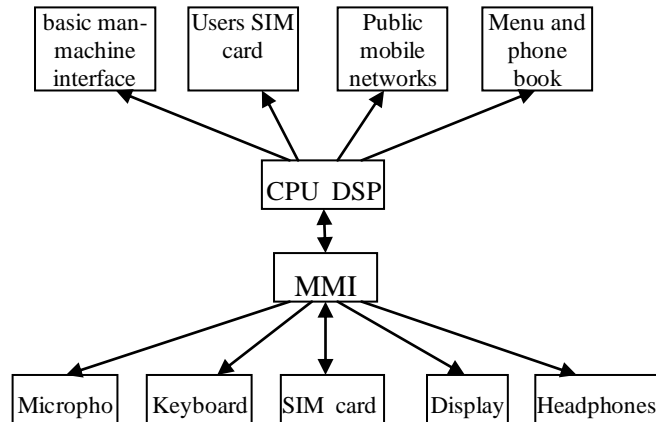 basic man-
machine
interface
Users SIM
card
Public
mobile
networks
Menu and
phone
book
CPU DSP
MMI
Micropho
Keyboard
SIM card
Display
Headphones